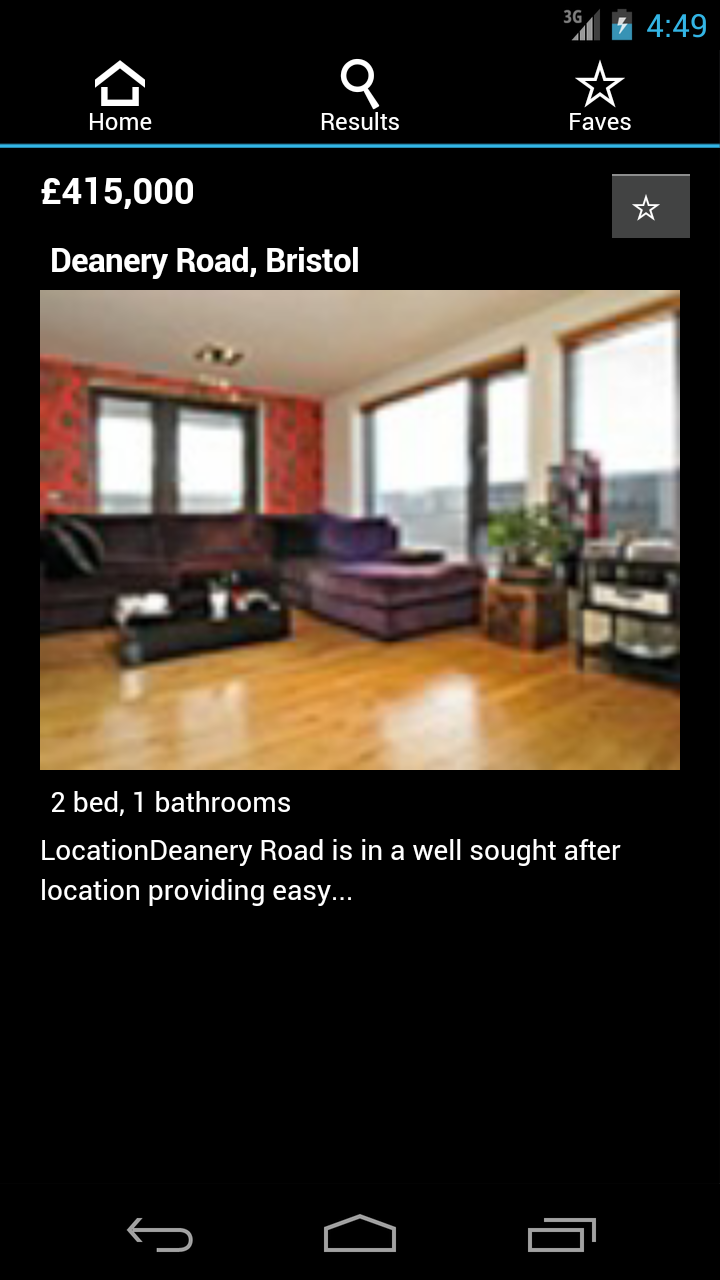 3G 4:49
Home Results Faves
£415,000
Deanery Road, Bristol
2 bed, 1 bathrooms
LocationDeanery Road is in a well sought after
location providing easy...